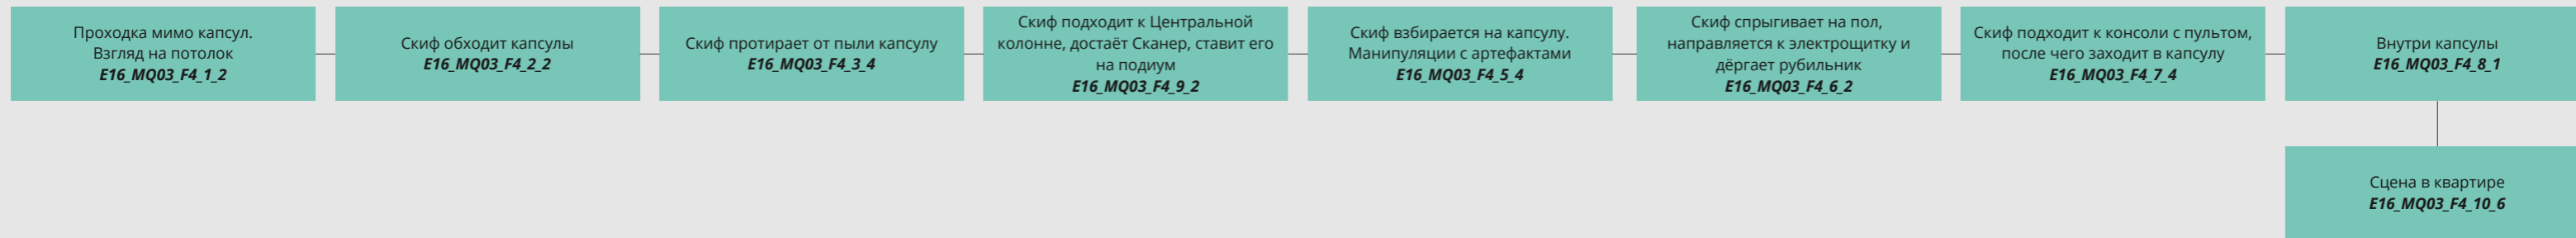 Проходка мимо капсул.
Взгляд на потолок
E16_MQ03_F4_1_2
Скиф обходит капсулы
E16_MQ03_F4_2_2
Скиф протирает от пыли капсулу
E16_MQ03_F4_3_4
Скиф подходит к Центральной
колонне, достаёт Сканер, ставит его
на подиум
E16_MQ03_F4_9_2
Скиф взбирается на капсулу.
Манипуляции с артефактами
E16_MQ03_F4_5_4
Скиф спрыгивает на пол,
направляется к электрощитку и
дёргает рубильник
E16_MQ03_F4_6_2
Скиф подходит к консоли с пультом,
после чего заходит в капсулу
E16_MQ03_F4_7_4
Внутри капсулы
E16_MQ03_F4_8_1
Сцена в квартире
E16_MQ03_F4_10_6